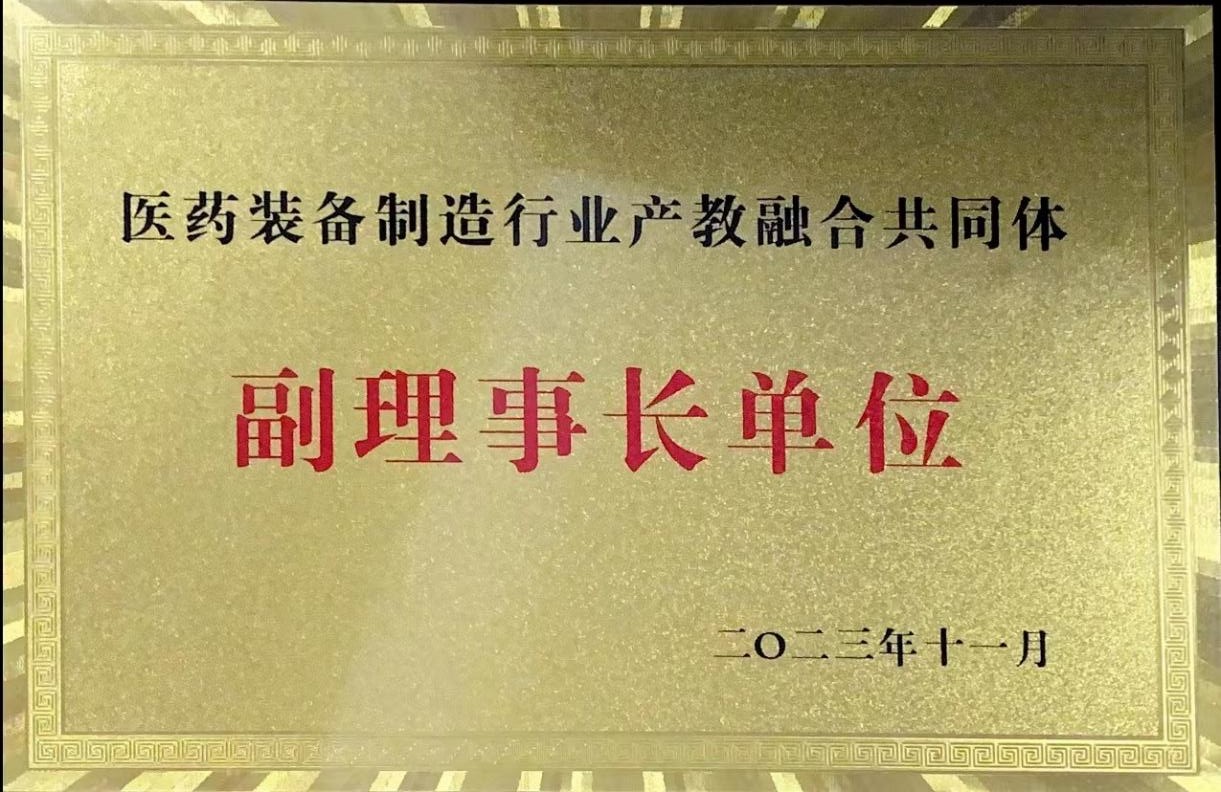 医药装备制造行业产教融合共同体
副理事长单位
二〇二三年十一月